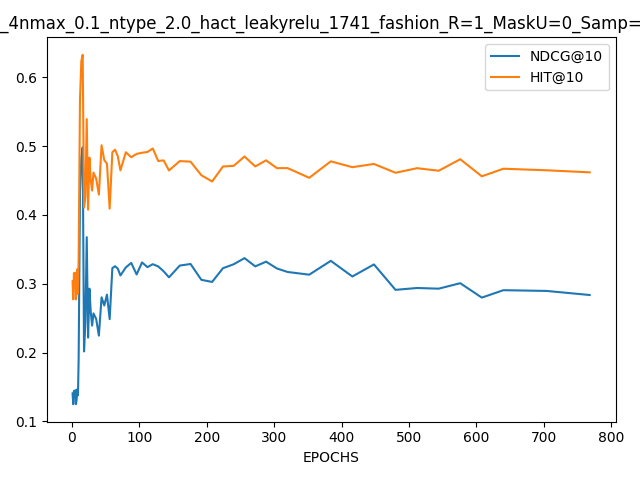 _4nmax_0.1_ntype_2.0_hact_leakyrelu_1741_fashion_R=1_MaskU=0_Samp=
NDCG@10
HIT@10
0.6
0.5
0.4
0.3
0.2
0.1
0 100 200 300 400 500 600 700 800
EPOCHS